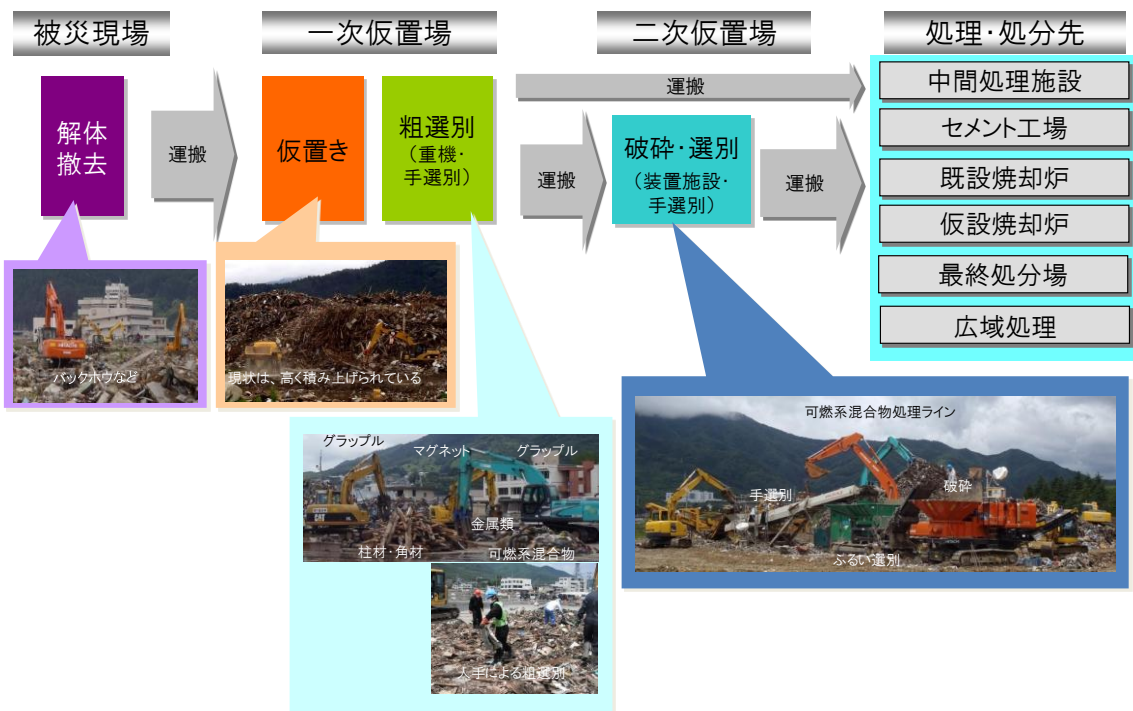 被災現場
一次仮置場
二次仮置場
処理・処分先
解体
撤去
運搬
仮置き
粗選別
(重機・
手選別)
運搬
運搬
破砕・選別
(装置施設・
手選別)
運搬
中間処理施設
セメント工場
既設焼却炉
仮設焼却炉
最終処分場
広域処理
バックホウなど
現状は、高く積み上げられている
グラップル
マグネット
グラップル
金属類
柱材・角材
可燃系混合物
人手による粗選別
可燃系混合物処理ライン
手選別
破砕
ふるい選別